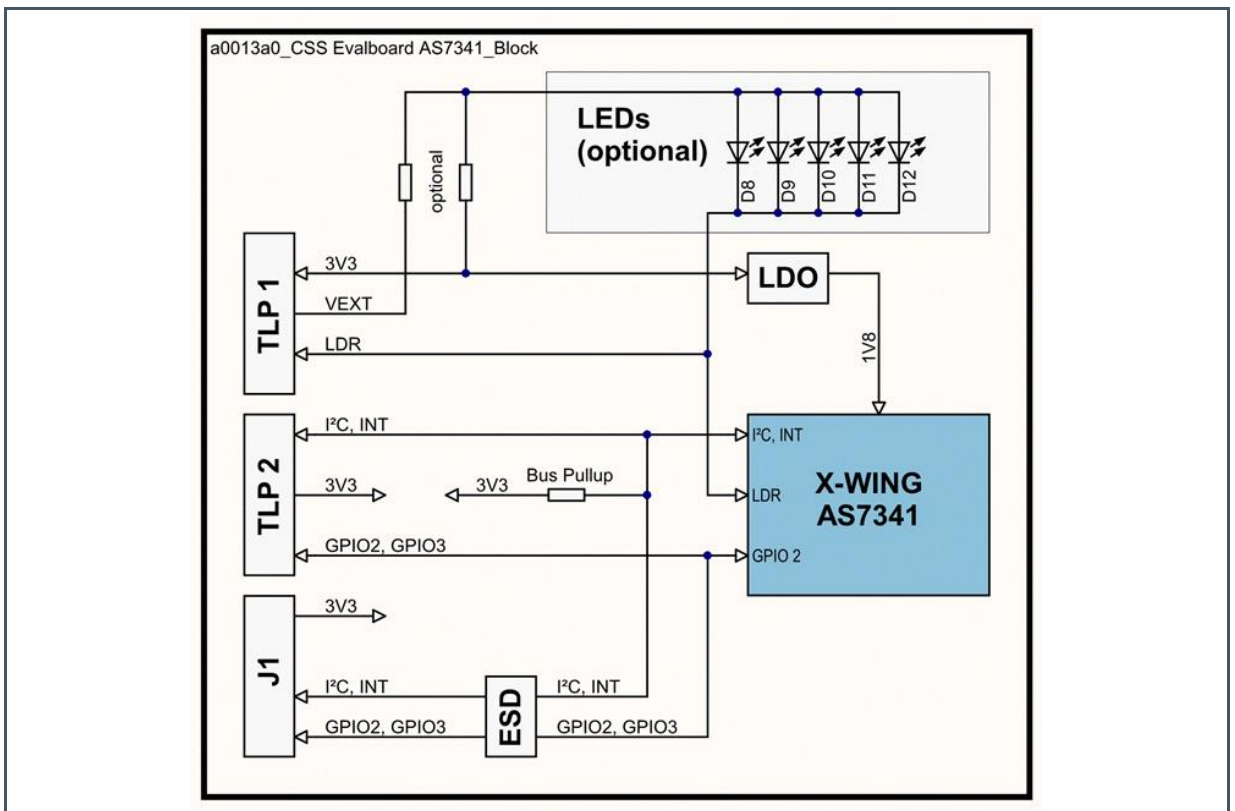 a0013a0_CSS Evalboard AS7341_Block
LEDs
(optional)
D8
D9
D10
D11
D12
optional
TLP 1
3V3
VEXT
LDR
LDO
1V8
TLP 2
I²C, INT
3V3
GPIO2, GPIO3
3V3
Bus Pullup
I²C, INT
LDR
GPIO 2
X-WING
AS7341
J1
3V3
I²C, INT
GPIO2, GPIO3
ESD
I²C, INT
GPIO2, GPIO3